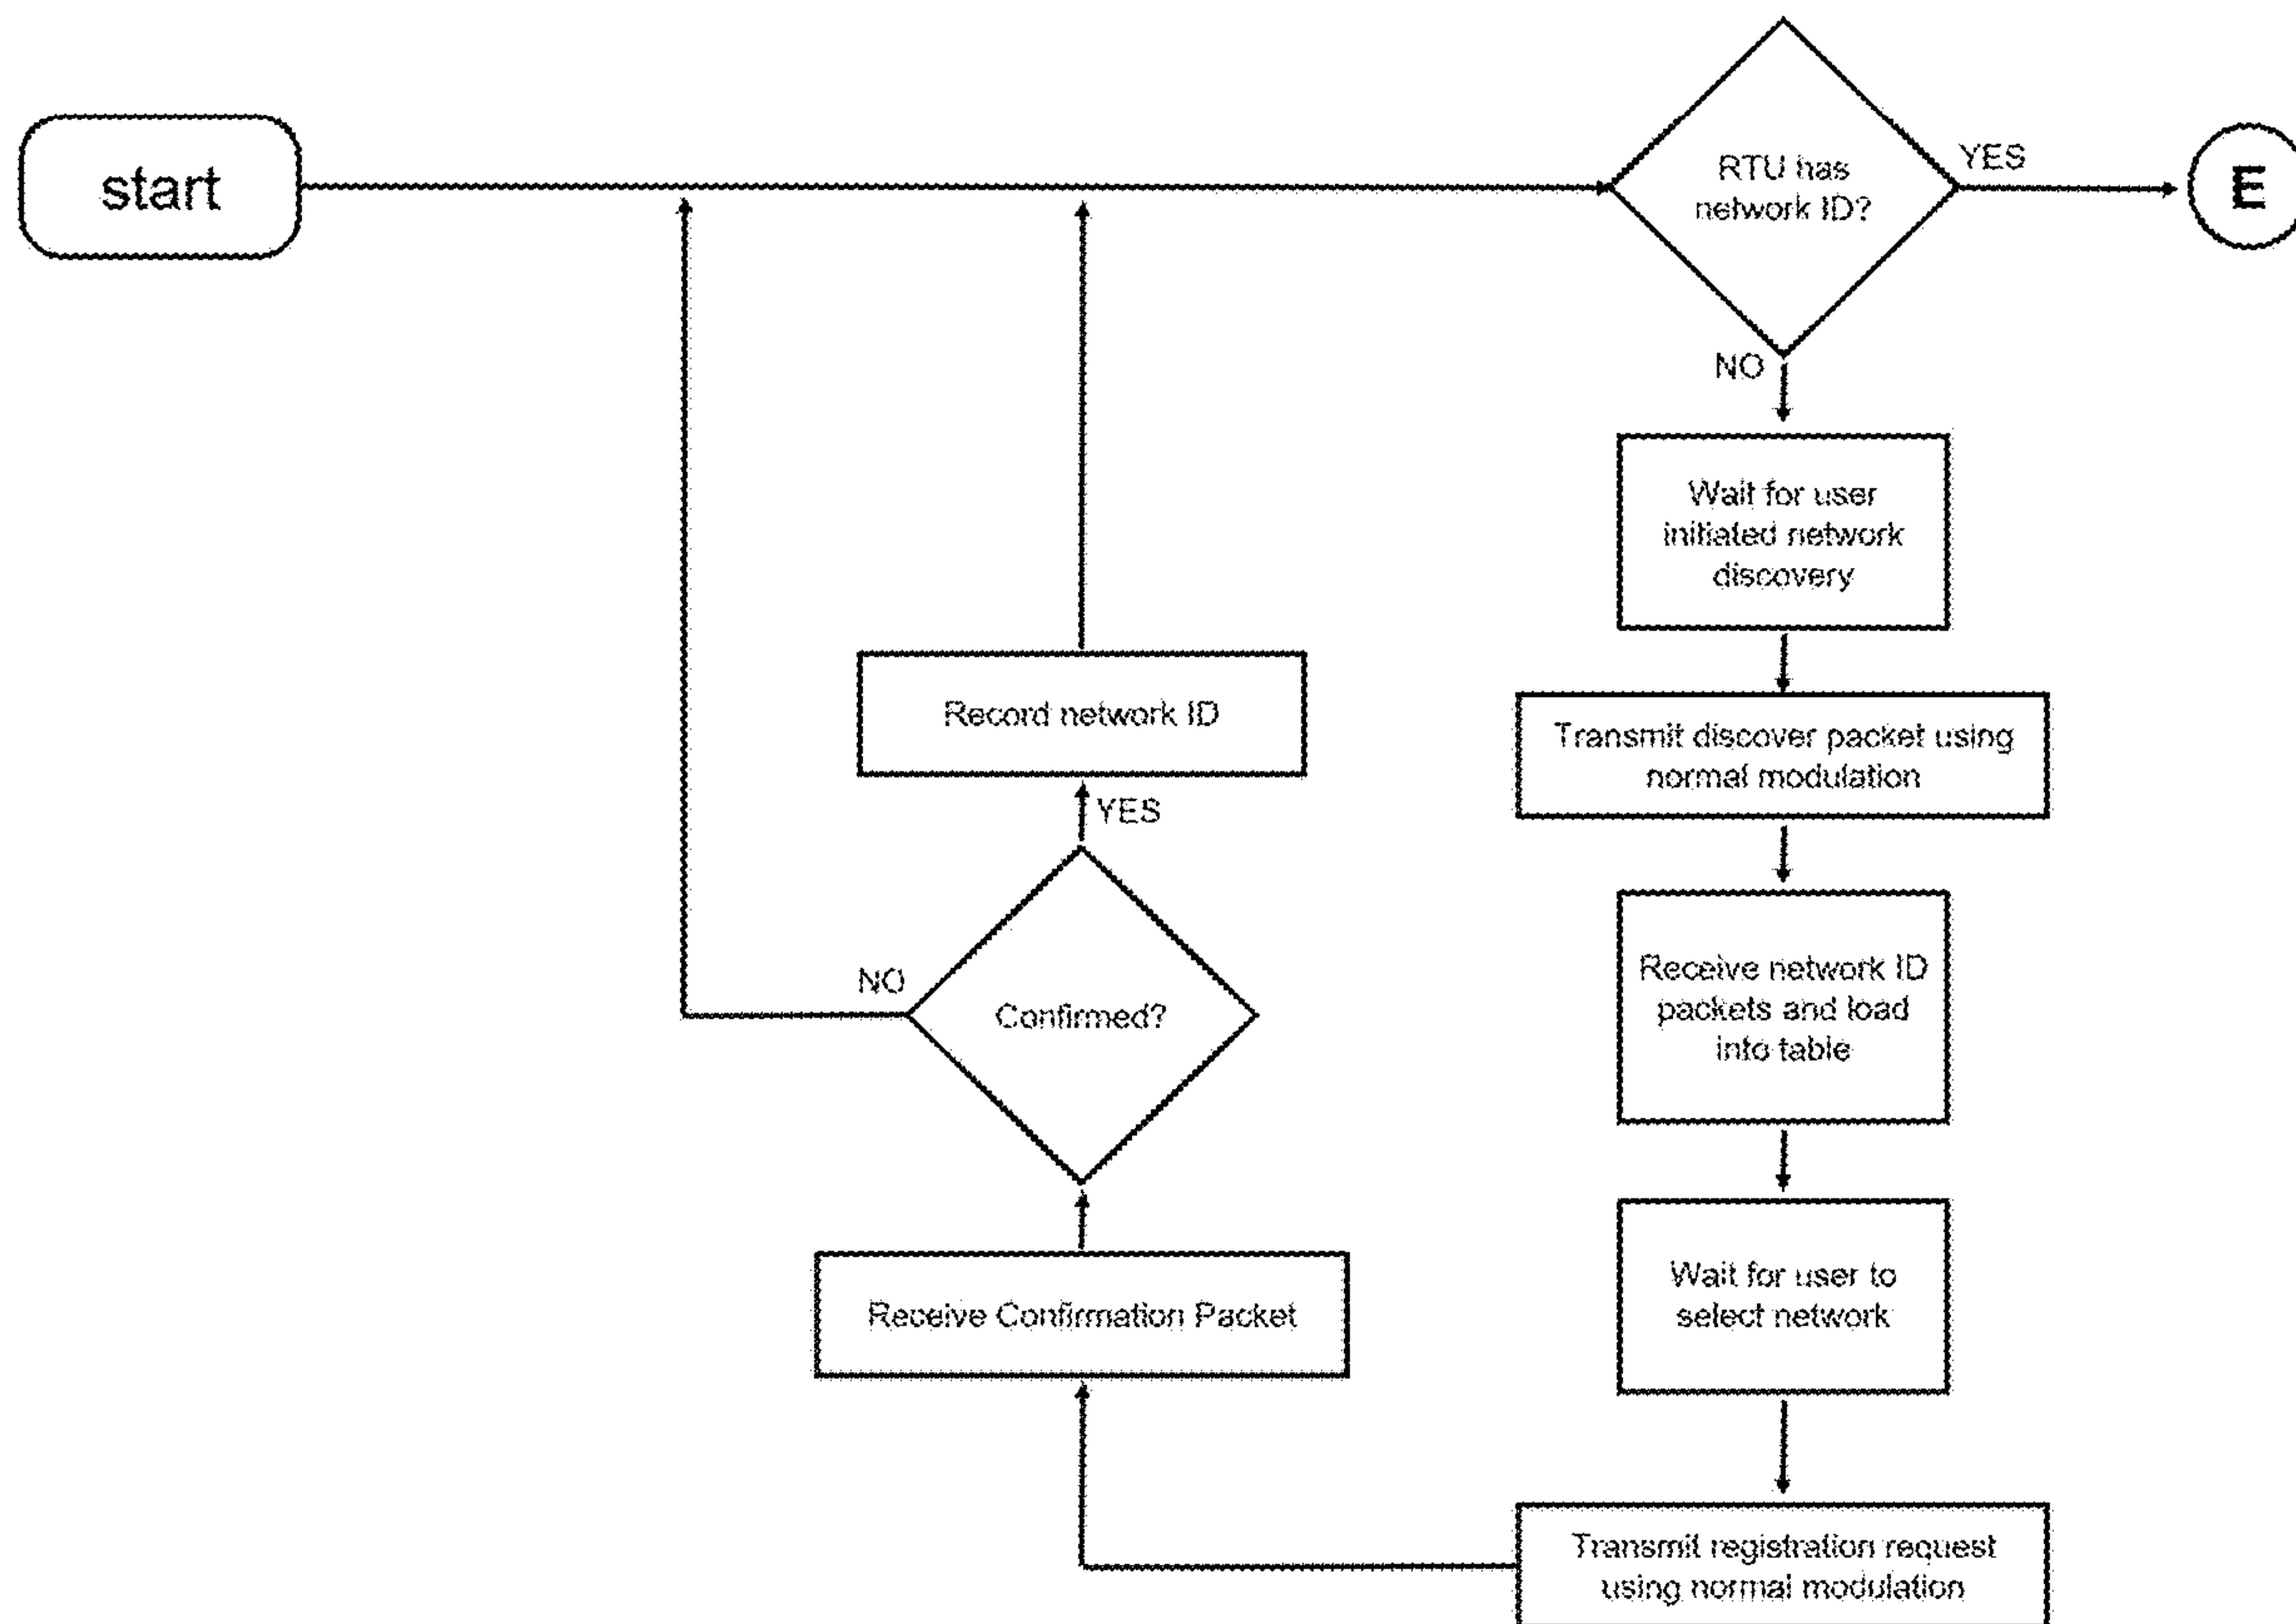 start
RTU has
network ID?
YES
E
NO
Wait for user
initiated network
discovery
Transmit discover packet using
normal modulation
Receive network ID
packets and load
into table
Wait for user to
select network
Transmit registration request
using normal modulation
Receive Confirmation Packet
Confirmed?
NO
YES
Record network ID